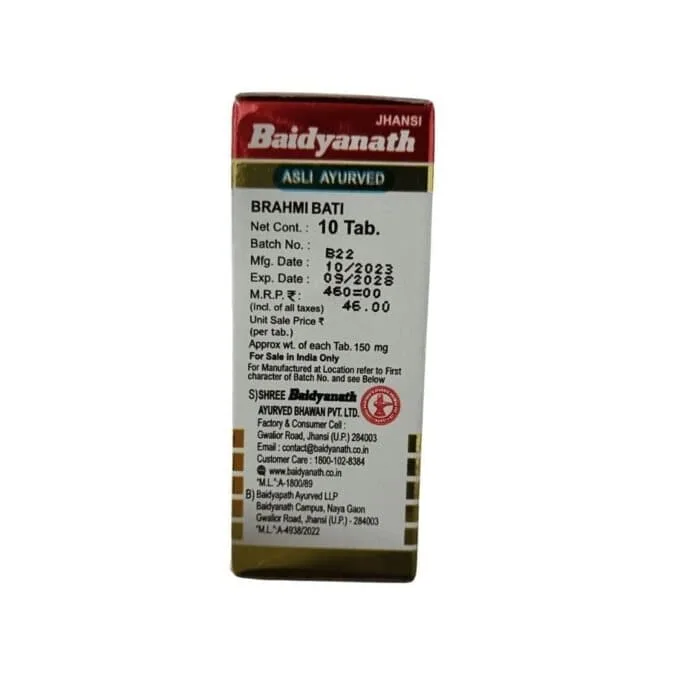 JHANSI
Baidyanath
ASLI AYURVED
BRAHMI BATI
Net Cont. : 10 Tab.
Batch No. : B22
Mfg. Date : 10/2023
Exp. Date : 09/2028
M.R.P. ₹ : 460=00
(incl. of all taxes) 46.00
Unit Sale Price ₹
(per tab.)
Approx wt. of each Tab. 150 mg
For Sale in India Only
For Manufactured at Location refer to First
character of Batch No. and see Below
S) SHREE Baidyanath
AYURVED BHAWAN PVT. LTD.
Factory & Consumer Cell :
Gwalior Road, Jhansi (U.P.) 284003
Email : contact@baidyanath.co.in
Customer Care : 1800-102-8384
www.baidyanath.co.in
"M.L.":A-1800/89
B) Baidyapath Ayurved LLP
Baidyanath Campus, Naya Gaon
Gwalior Road, Jhansi (U.P.) - 284003
"M.L.":A-4938/2022